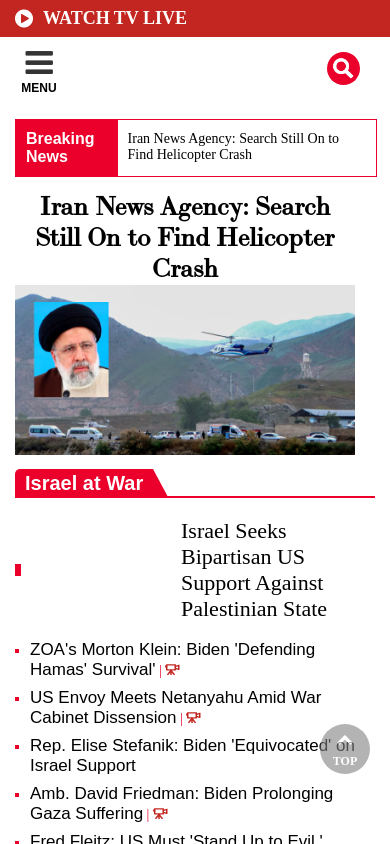 WATCH TV LIVE
MENU
Breaking
News
Iran News Agency: Search Still On to
Find Helicopter Crash
Iran News Agency: Search
Still On to Find Helicopter
Crash
Israel at War
Israel Seeks
Bipartisan US
Support Against
Palestinian State
ZOA's Morton Klein: Biden 'Defending
Hamas' Survival' |
US Envoy Meets Netanyahu Amid War
Cabinet Dissension |
Rep. Elise Stefanik: Biden 'Equivocated' on
Israel Support
TOP
Amb. David Friedman: Biden Prolonging
Gaza Suffering |
Fred Fleitz: US Must 'Stand Up to Evil,'